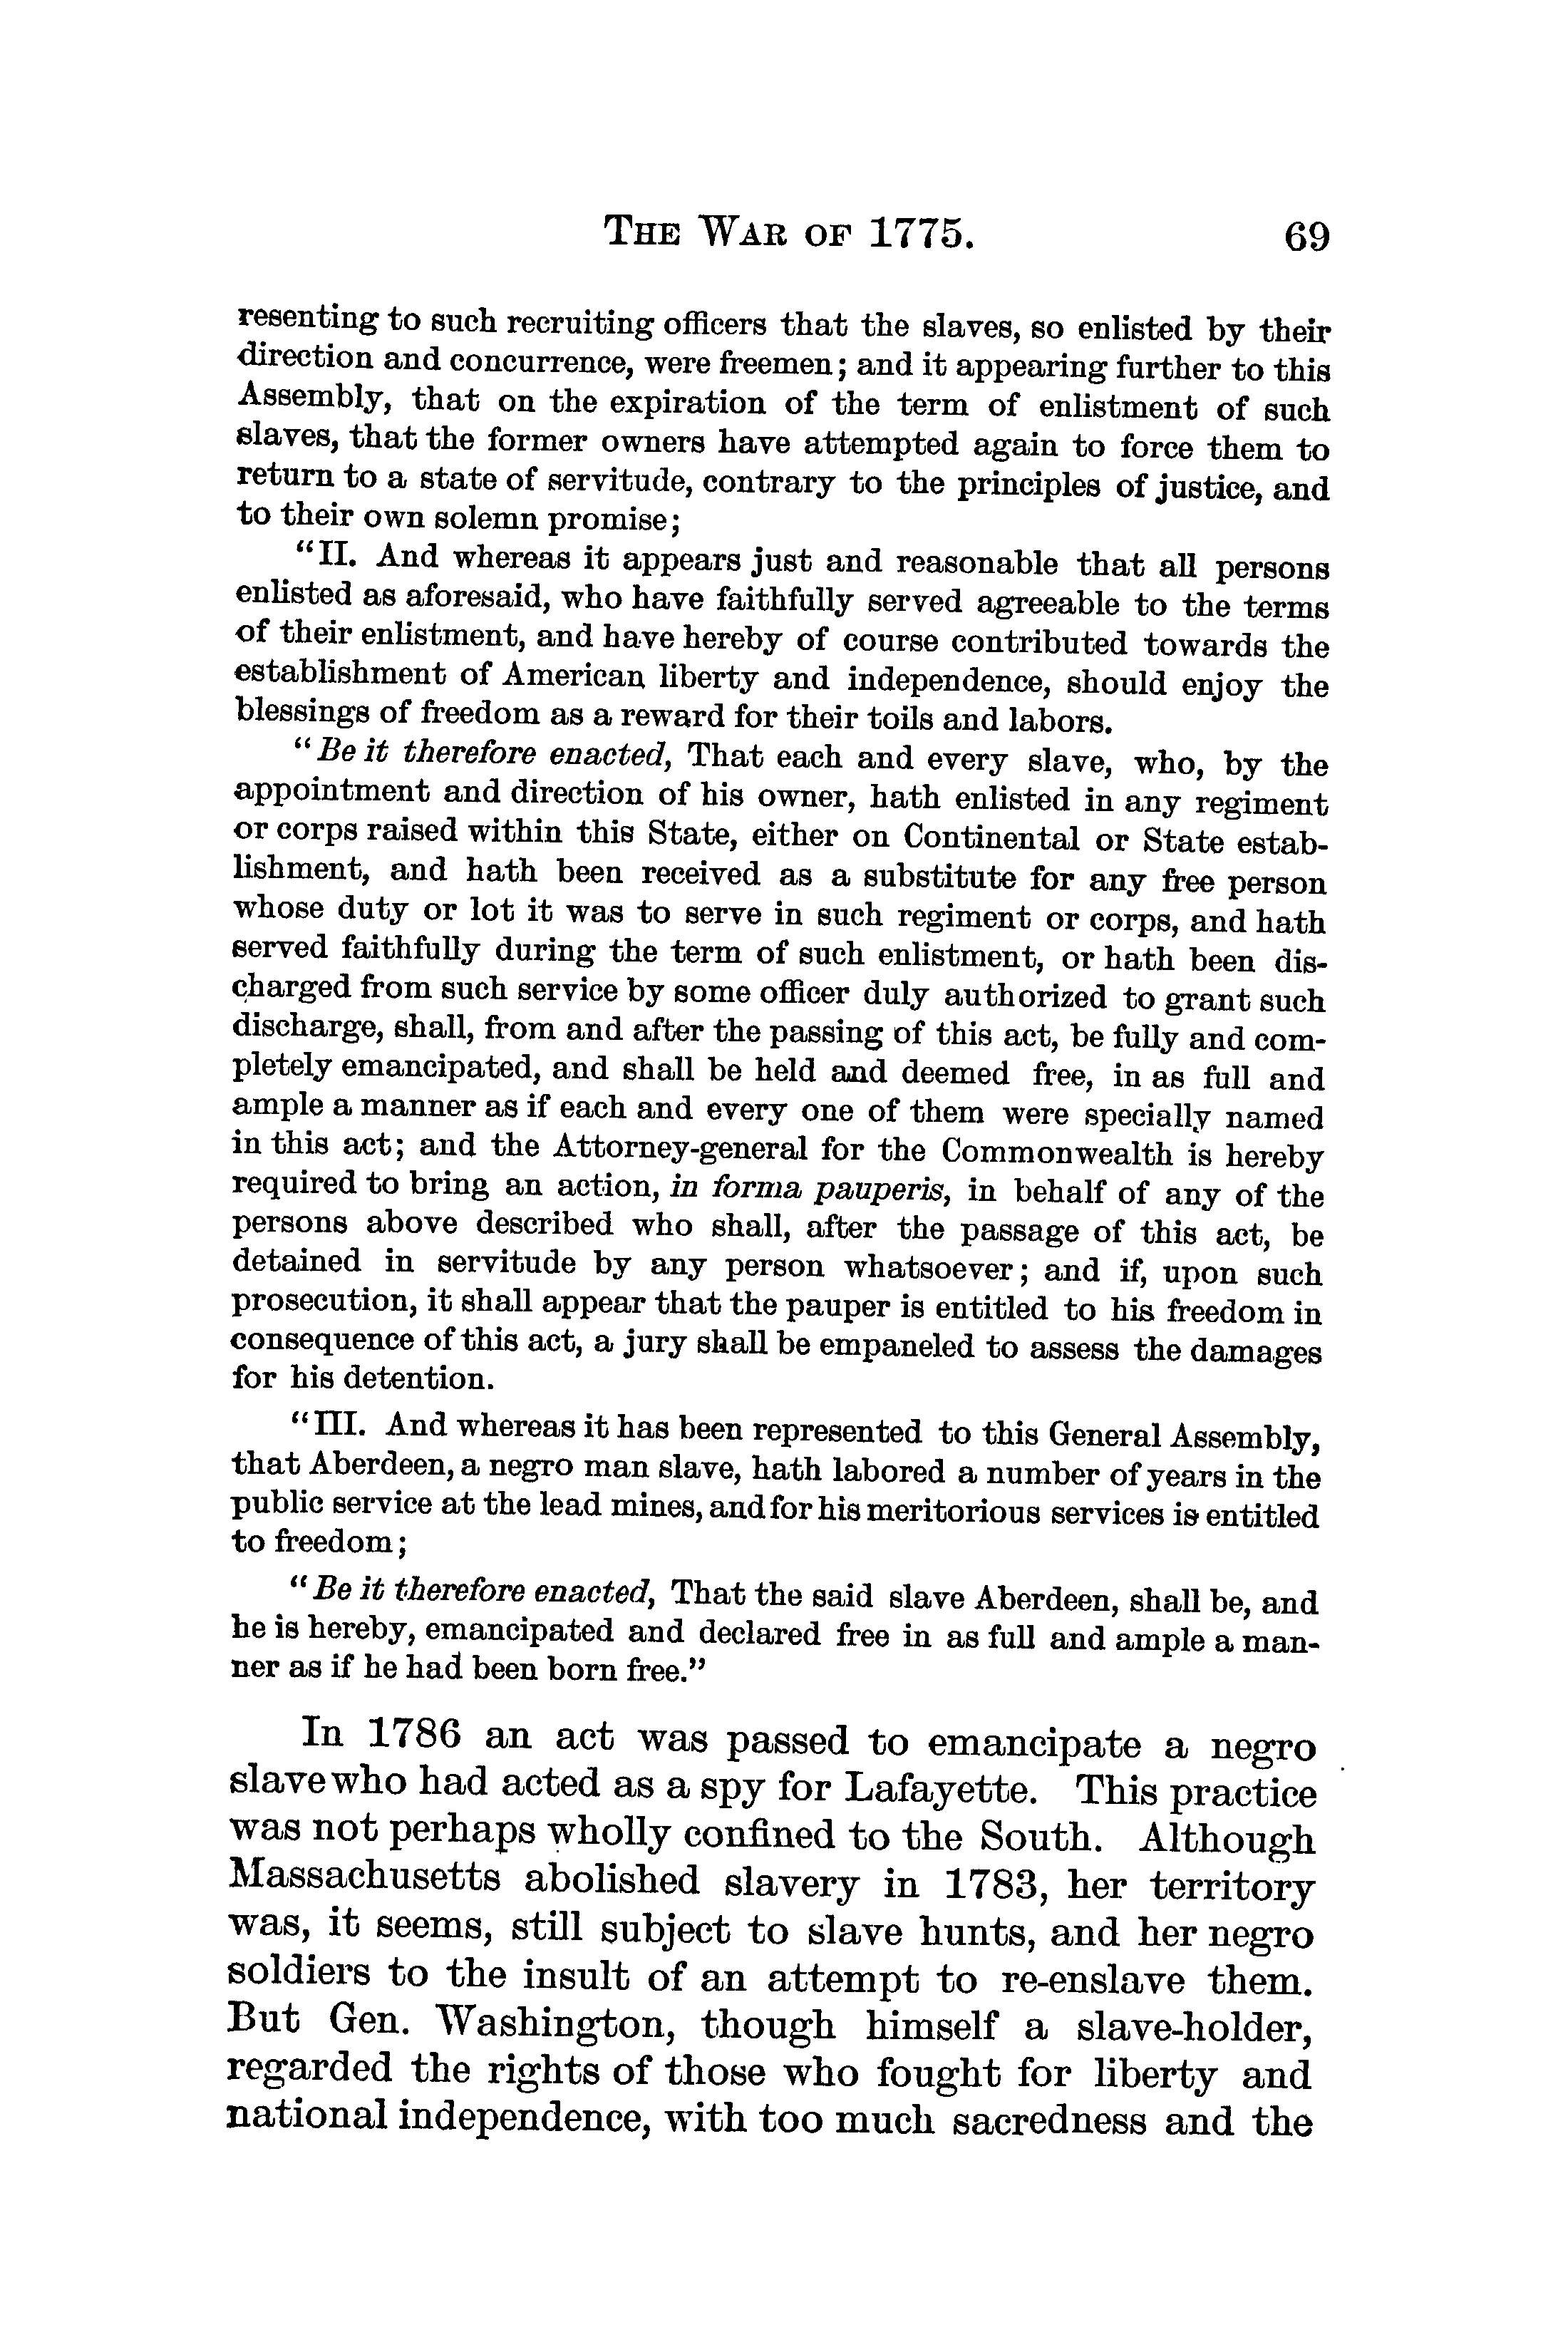 THE WAR OF 1775. 69
resenting to such recruiting officers that the slaves, so enlisted by their
direction and concurrence, were freemen; and it appearing further to this
Assembly, that on the expiration of the term of enlistment of such
slaves, that the former owners have attempted again to force them to
return to a state of servitude, contrary to the principles of justice, and
to their own solemn promise;
"II. And whereas it appears just and reasonable that all persons
enlisted as aforesaid, who have faithfully served agreeable to the terms
of their enlistment, and have hereby of course contributed towards the
establishment of American liberty and independence, should enjoy the
blessings of freedom as a reward for their toils and labors.
"Be it therefore enacted, That each and every slave, who, by the
appointment and direction of his owner, hath enlisted in any regiment
or corps raised within this State, either on Continental or State estab-
lishment, and hath been received as a substitute for any free person
whose duty or lot it was to serve in such regiment or corps, and hath
served faithfully during the term of such enlistment, or hath been dis-
charged from such service by some officer duly authorized to grant such
discharge, shall, from and after the passing of this act, be fully and com-
pletely emancipated, and shall be held and deemed free, in as full and
ample a manner as if each and every one of them were specially named
in this act; and the Attorney-general for the Commonwealth is hereby
required to bring an action, in forma pauperis, in behalf of any of the
persons above described who shall, after the passage of this act, be
detained in servitude by any person whatsoever; and if, upon such
prosecution, it shall appear that the pauper is entitled to his freedom in
consequence of this act, a jury shall be empaneled to assess the damages
for his detention.
"III. And whereas it has been represented to this General Assembly,
that Aberdeen, a negro man slave, hath labored a number of years in the
public service at the lead mines, and for his meritorious services is entitled
to freedom;
"Be it therefore enacted, That the said slave Aberdeen, shall be, and
he is hereby, emancipated and declared free in as full and ample a man-
ner as if he had been born free."
In 1786 an act was passed to emancipate a negro
slave who had acted as a spy for Lafayette. This practice
was not perhaps wholly confined to the South. Although
Massachusetts abolished slavery in 1783, her territory
was, it seems, still subject to slave hunts, and her negro
soldiers to the insult of an attempt to re-enslave them.
But Gen. Washington, though himself a slave-holder,
regarded the rights of those who fought for liberty and
national independence, with too much sacredness and the